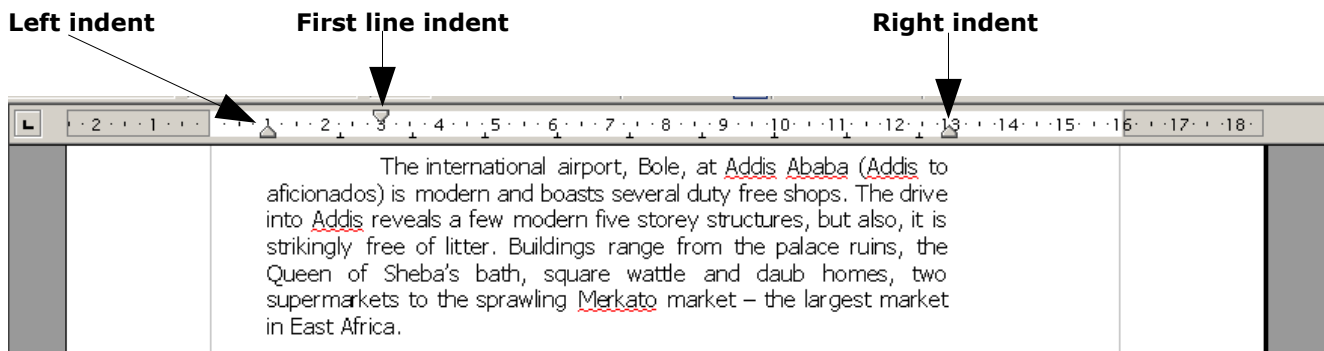 Left indent First line indent Right indent
L 2 1 1 2 3 4 5 6 7 8 9 10 11 12 13 14 15 16 17 18
The international airport, Bole, at Addis Ababa (Addis to
aficionados) is modern and boasts several duty free shops. The drive
into Addis reveals a few modern five storey structures, but also, it is
strikingly free of litter. Buildings range from the palace ruins, the
Queen of Sheba's bath, square wattle and daub homes, two
supermarkets to the sprawling Merkato market – the largest market
in East Africa.